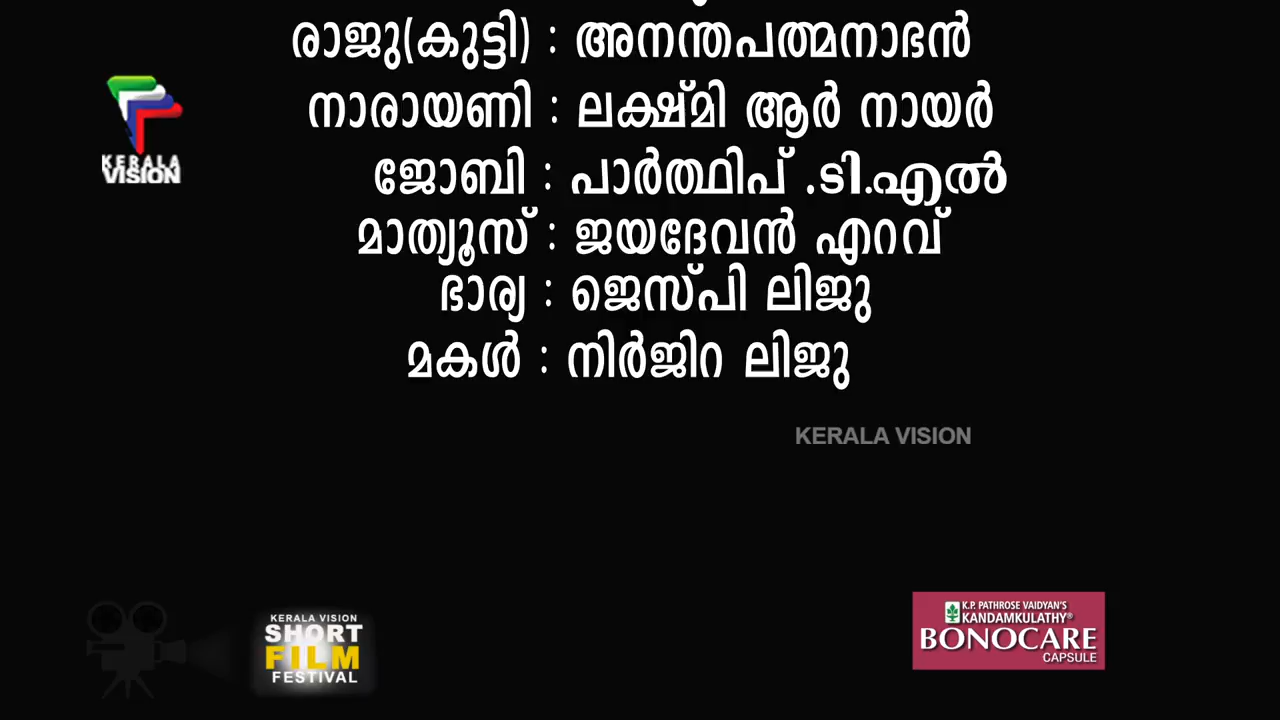 രാജു(കുട്ടി) : അനന്തപത്മനാഭൻ
നാരായണി : ലക്ഷ്മി ആർ നായർ
KERALA
VISION
ജോബി : പാർത്ഥിപ് .ടി.എൽ
മാത്യൂസ് : ജയദേവൻ എറവ്
ഭാര്യ : ജെസ്പി ലിജു
മകൾ : നിർജിറ ലിജു
KERALA VISION
KERALA VISION
SHORT
FILM
FESTIVAL
K.P. PATHROSE VAIDYAN'S
KANDAMKULATHY®
BONOCARE
CAPSULE